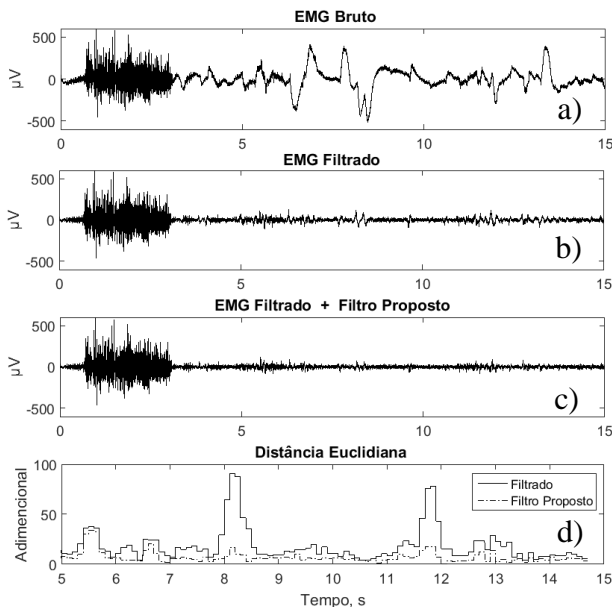 EMG Bruto
500
0
-500
µV
a)
0 5 10 15
EMG Filtrado
500
0
-500
µV
b)
0 5 10 15
EMG Filtrado + Filtro Proposto
500
0
-500
µV
c)
0 5 10 15
Distância Euclidiana
100
50
0
Adimencional
Filtrado
Filtro Proposto
d)
5 6 7 8 9 10 11 12 13 14 15
Tempo, s